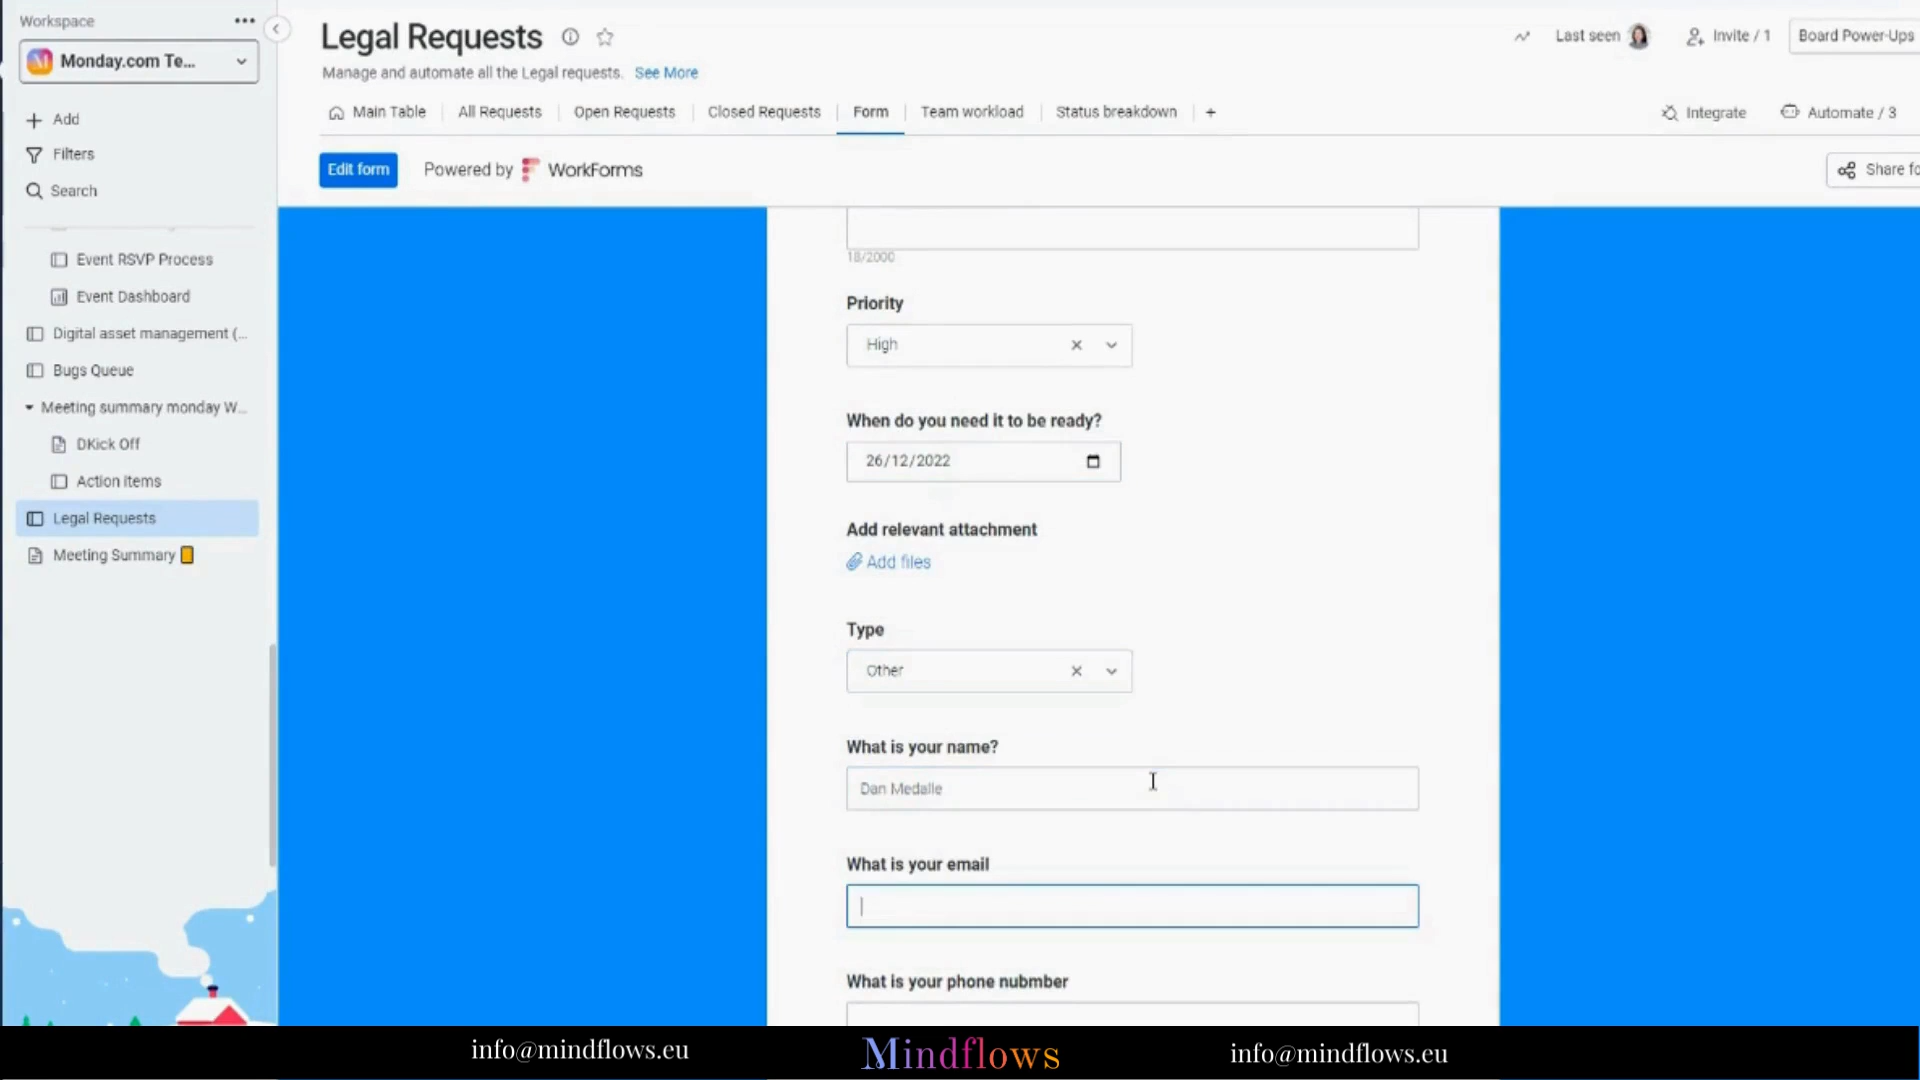 Workspace
Monday.com Te...
Add
Filters
Search
Event RSVP Process
Event Dashboard
Digital asset management (...
Bugs Queue
Meeting summary monday W...
DKick Off
Action items
Legal Requests
Meeting Summary
Legal Requests
Last seen
Invite / 1
Board Power-Ups
Manage and automate all the Legal requests. See More
Main Table
All Requests
Open Requests
Closed Requests
Form
Team workload
Status breakdown
+
Integrate
Automate / 3
Edit form
Powered by WorkForms
Share fo
18/2000
Priority
High
When do you need it to be ready?
26/12/2022
Add relevant attachment
Add files
Type
Other
What is your name?
Dan Medalle
What is your email
What is your phone nubmber
info@mindflows.eu
Mindflows
info@mindflows.eu